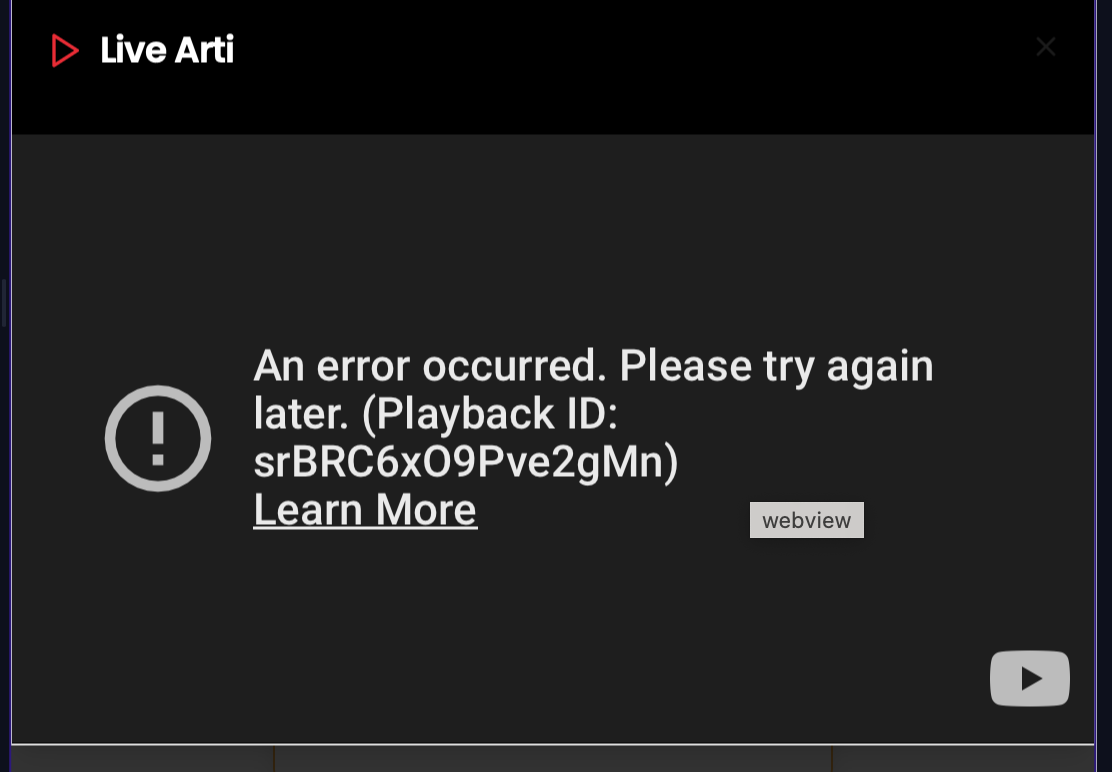 Live Arti
An error occurred. Please try again
later. (Playback ID:
srBRC6xO9Pve2gMn)
Learn More
webview